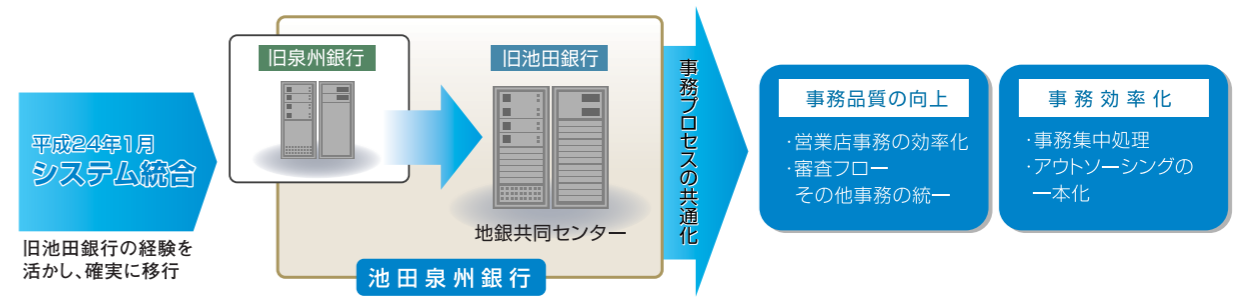 平成24年1月
システム統合
旧池田銀行の経験を
活かし、確実に移行
旧泉州銀行
旧池田銀行
地銀共同センター
池田泉州銀行
事務プロセスの共通化
事務品質の向上
・営業店事務の効率化
・審査フロー
その他事務の統一
事務効率化
・事務集中処理
・アウトソーシングの
一本化